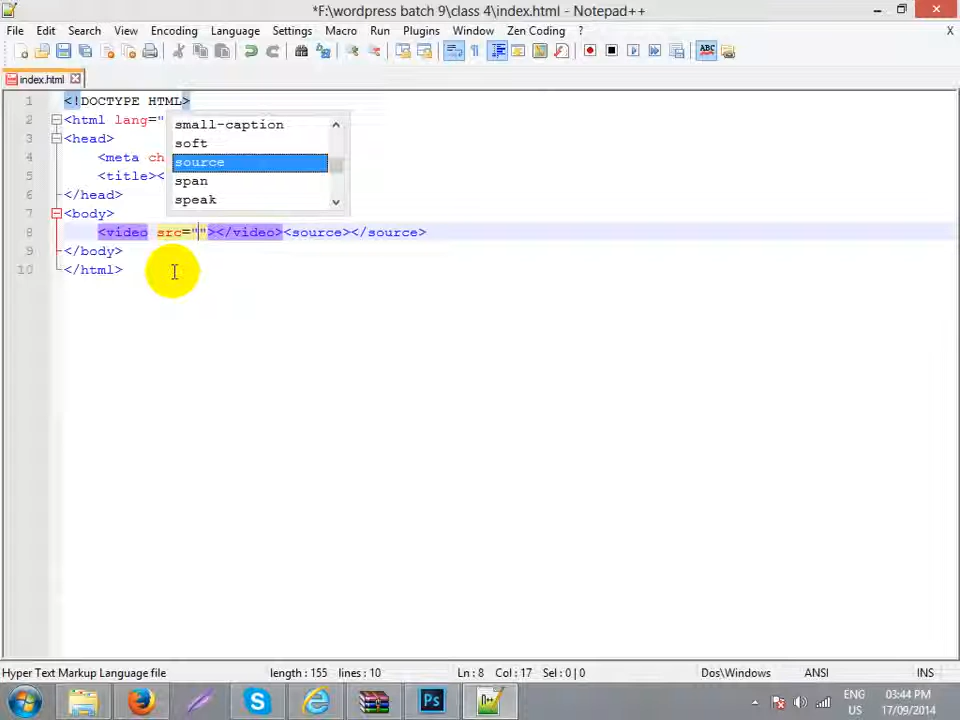 *F:\wordpress batch 9\class 4\index.html - Notepad++
File Edit Search View Encoding Language Settings Macro Run Plugins Window Zen Coding ? X
index.html
1 <!DOCTYPE HTML>
2 <html lang="
3 <head>
4 <meta ch
5 <title><
6 </head>
7 <body>
8 <video src=""></video><source></source>
9 </body>
10 </html>
small-caption
soft
source
span
speak
Hyper Text Markup Language file length : 155 lines : 10 Ln : 8 Col : 17 Sel : 0 | 0 Dos\Windows ANSI INS
ENG 03:44 PM
US 17/09/2014